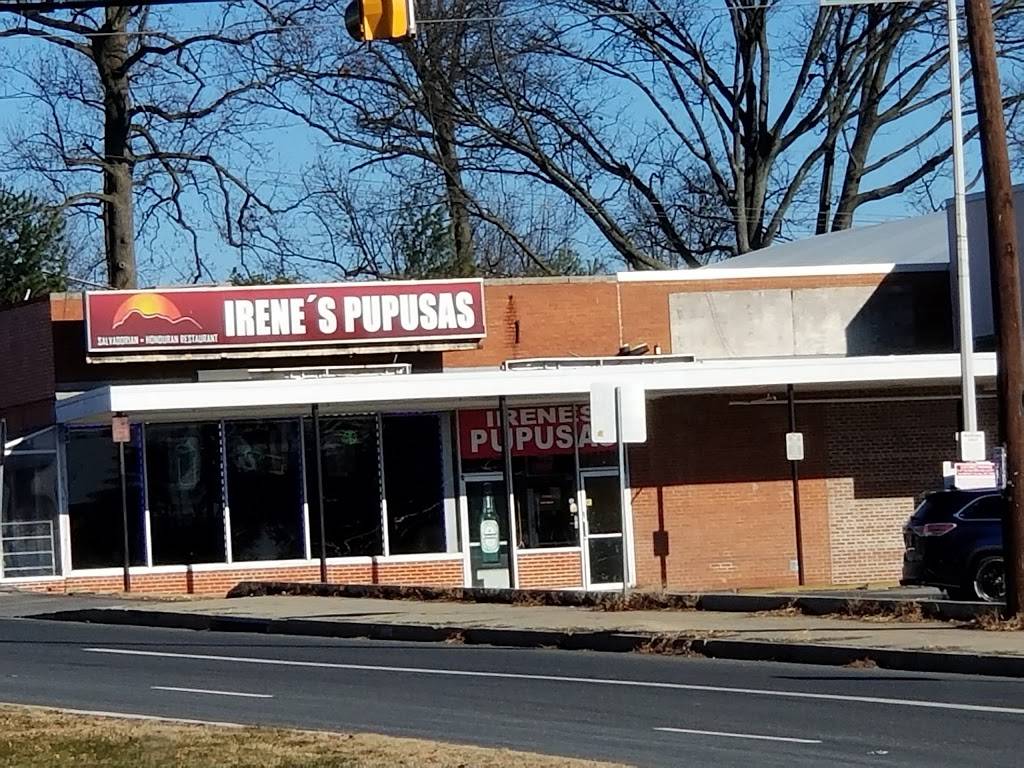 IRENE´S PUPUSAS
SALVADORIAN - HONDURAN RESTAURANT
IRENE'S
PUPUSAS